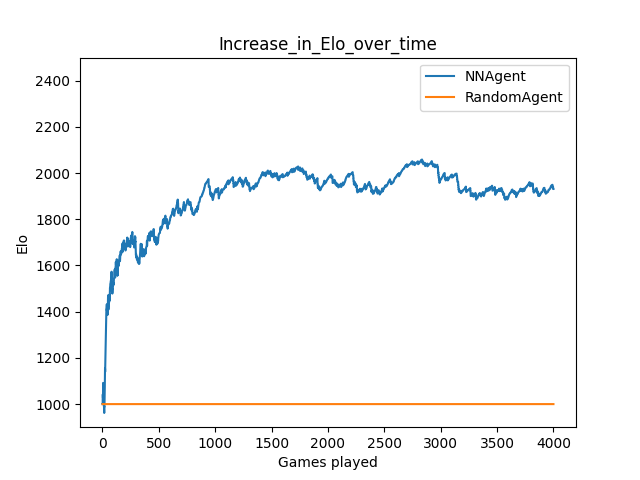 Increase_in_Elo_over_time
NNAgent
RandomAgent
2400
2200
2000
1800
1600
1400
1200
1000
Elo
0 500 1000 1500 2000 2500 3000 3500 4000
Games played